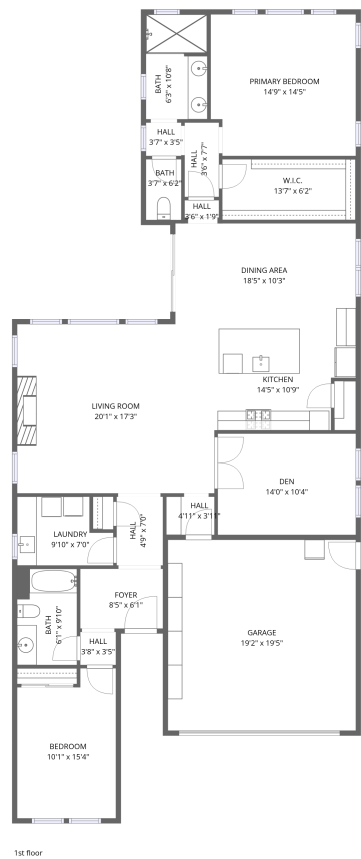 PRIMARY BEDROOM
14'9" x 14'5"
BATH
6'3" x 10'8"
HALL
3'7" x 3'5"
HALL
3'6" x 7'7"
BATH
3'7" x 6'2"
W.I.C.
13'7" x 6'2"
HALL
3'6" x 1'9"
DINING AREA
18'5" x 10'3"
KITCHEN
14'5" x 10'9"
LIVING ROOM
20'1" x 17'3"
DEN
14'0" x 10'4"
HALL
4'11" x 3'11"
HALL
4'9" x 7'0"
LAUNDRY
9'10" x 7'0"
FOYER
8'5" x 6'1"
BATH
6'1" x 9'10"
HALL
3'8" x 3'5"
GARAGE
19'2" x 19'5"
BEDROOM
10'1" x 15'4"
1st floor